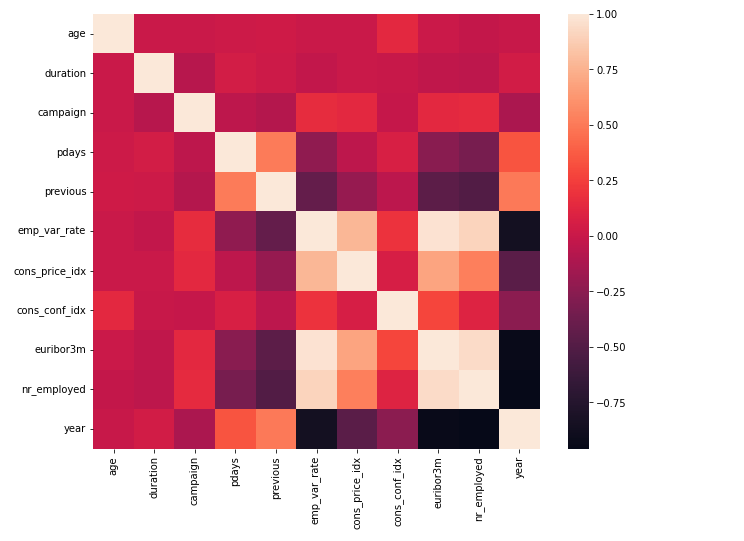 age
duration
campaign
pdays
previous
emp_var_rate
cons_price_idx
cons_conf_idx
euribor3m
nr_employed
year
age
duration
campaign
pdays
previous
emp_var_rate
cons_price_idx
cons_conf_idx
euribor3m
nr_employed
year
1.00
0.75
0.50
0.25
0.00
−0.25
−0.50
−0.75